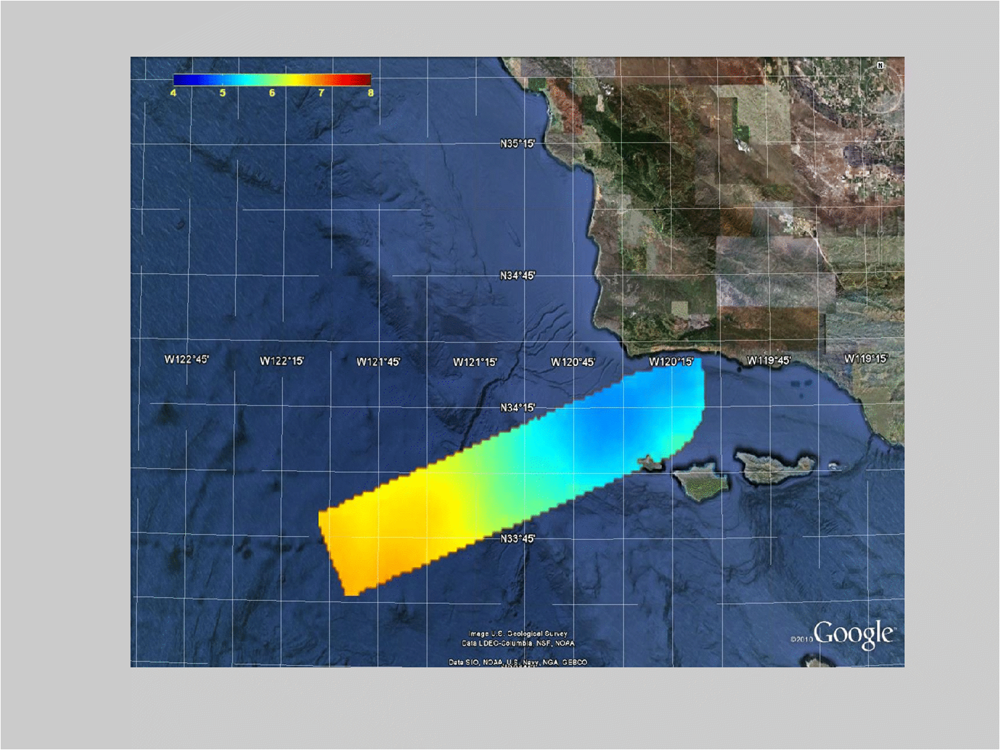 N
4 5 6 7 8
N35°15'
N34°45'
W122°45' W122°15' W121°45' W121°15' W120°45' W120°15' W119°45' W119°15'
N34°15'
N33°45'
Image U.S. Geological Survey
Data LDEO-Columbia, NSF, NOAA
©2010 Google
Data SIO, NOAA, U.S. Navy, NGA, GEBCO